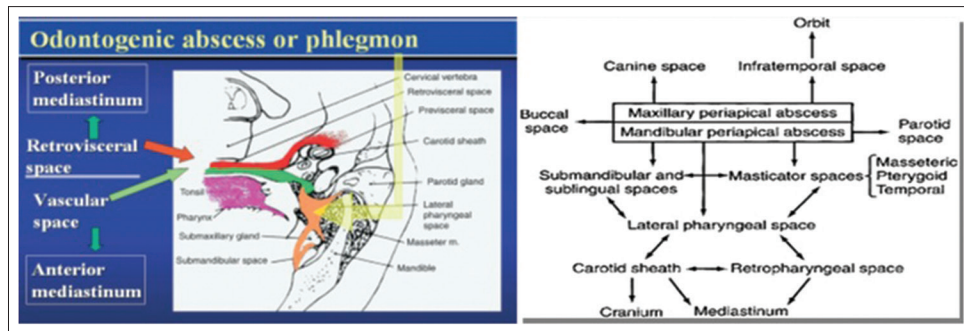 Odontogenic abscess or phlegmon
Posterior
mediastinum
Retrovisceral
space
Vascular
space
Anterior
mediastinum
Cervical vertebra
Retrovisceral space
Previsceral space
Carotid sheath
Parotid gland
Lateral
pharyngeal
space
Masseter m.
Mandible
Tonsil
Pharynx
Submaxillary gland
Submandibular space
Orbit
Canine space
Infratemporal space
Buccal
space
Maxillary periapical abscess
Mandibular periapical abscess
Parotid
space
Submandibular and
sublingual spaces
Masticator spaces
Masseteric
Pterygoid
Temporal
Lateral pharyngeal space
Carotid sheath
Retropharyngeal space
Cranium
Mediastinum